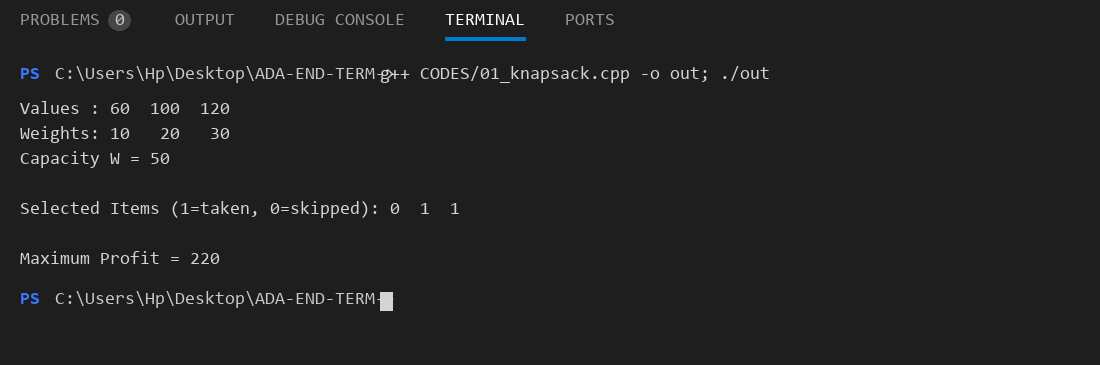 PROBLEMS 0 OUTPUT DEBUG CONSOLE TERMINAL PORTS
PS C:\Users\Hp\Desktop\ADA-END-TERM-> g++ CODES/01_knapsack.cpp -o out; ./out
Values : 60  100  120
Weights: 10   20   30
Capacity W = 50
Selected Items (1=taken, 0=skipped): 0  1  1
Maximum Profit = 220
PS C:\Users\Hp\Desktop\ADA-END-TERM-